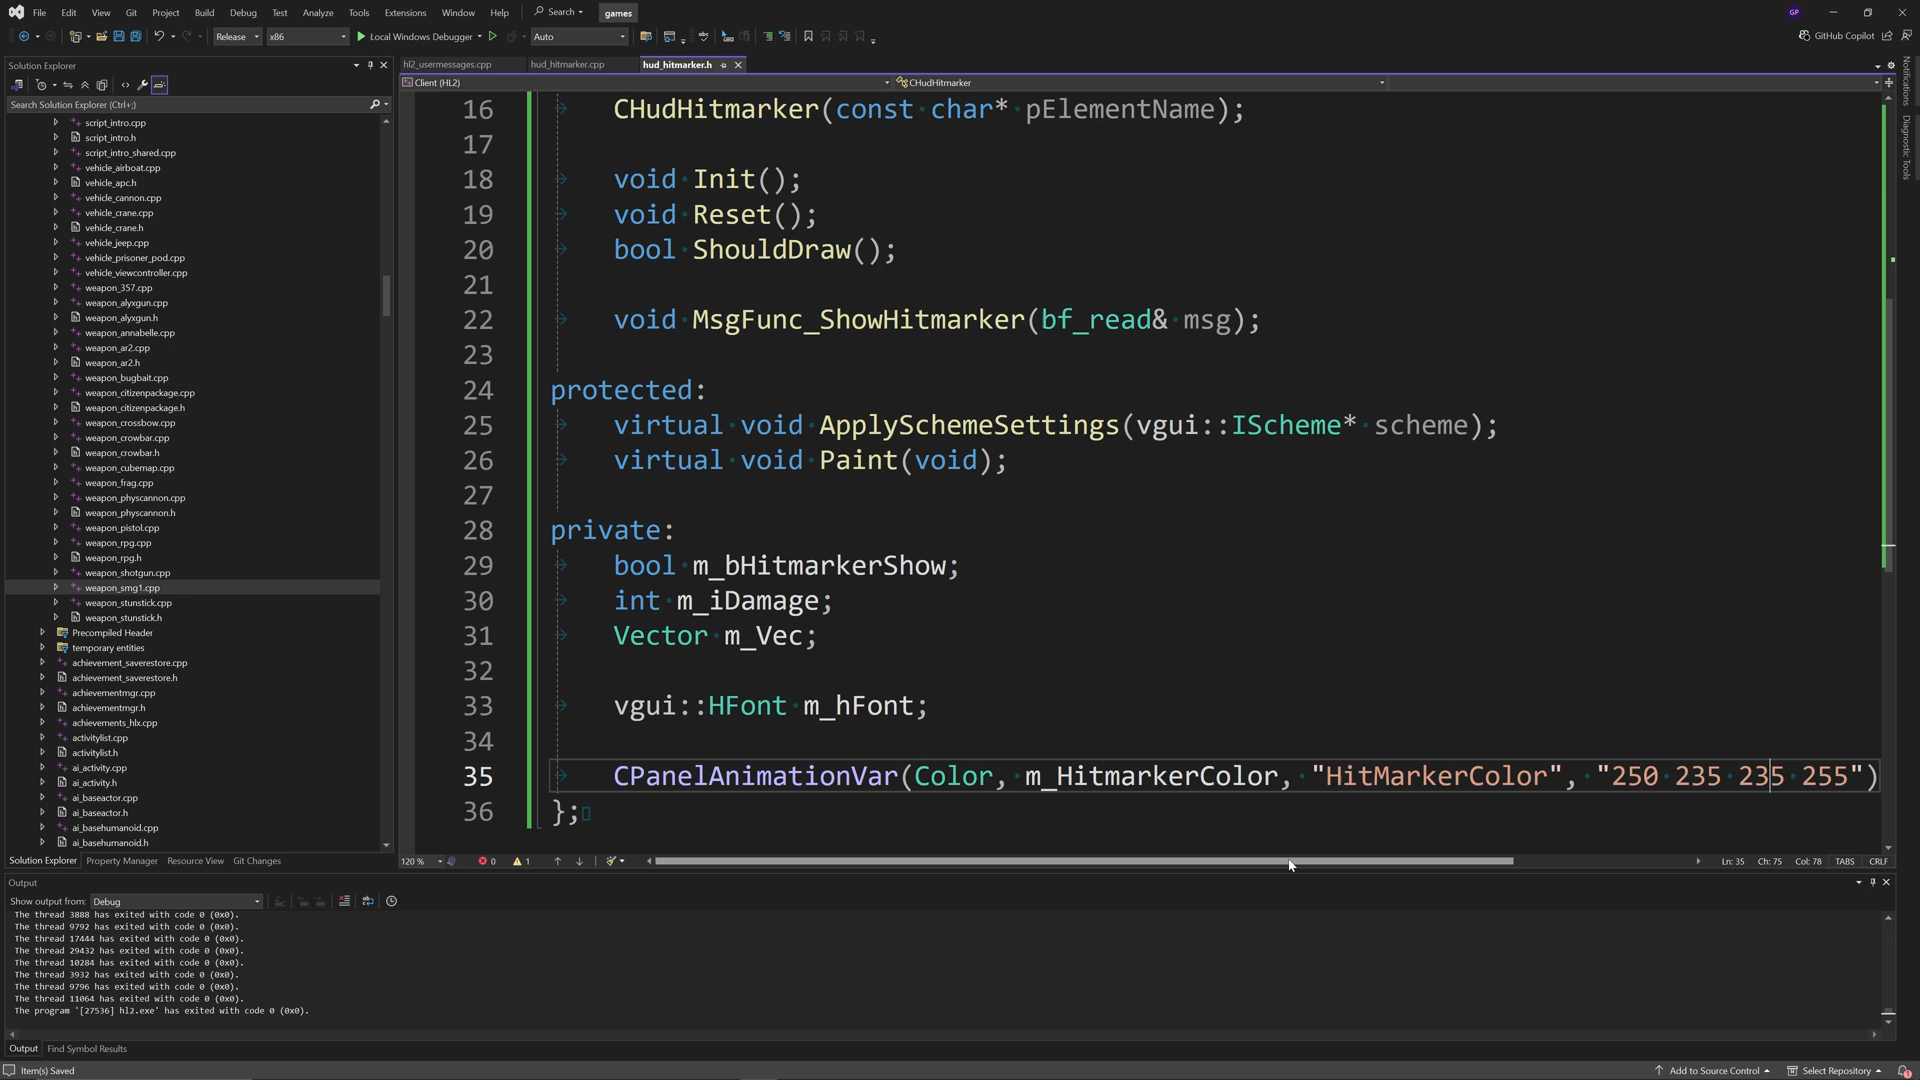 File Edit View Git Project Build Debug Test Analyze Tools Extensions Window Help Search games GP
Release x86 Local Windows Debugger Auto GitHub Copilot
Solution Explorer
hl2_usermessages.cpp hud_hitmarker.cpp hud_hitmarker.h
Client (HL2) CHudHitmarker
Search Solution Explorer (Ctrl+;)
script_intro.cpp
script_intro.h
script_intro_shared.cpp
vehicle_airboat.cpp
vehicle_apc.h
vehicle_cannon.cpp
vehicle_crane.cpp
vehicle_crane.h
vehicle_jeep.cpp
vehicle_prisoner_pod.cpp
vehicle_viewcontroller.cpp
weapon_357.cpp
weapon_alyxgun.cpp
weapon_alyxgun.h
weapon_annabelle.cpp
weapon_ar2.cpp
weapon_ar2.h
weapon_bugbait.cpp
weapon_citizenpackage.cpp
weapon_citizenpackage.h
weapon_crossbow.cpp
weapon_crowbar.cpp
weapon_crowbar.h
weapon_cubemap.cpp
weapon_frag.cpp
weapon_physcannon.cpp
weapon_physcannon.h
weapon_pistol.cpp
weapon_rpg.cpp
weapon_rpg.h
weapon_shotgun.cpp
weapon_smg1.cpp
weapon_stunstick.cpp
weapon_stunstick.h
Precompiled Header
temporary entities
achievement_saverestore.cpp
achievement_saverestore.h
achievementmgr.cpp
achievementmgr.h
achievements_hlx.cpp
activitylist.cpp
activitylist.h
ai_activity.cpp
ai_activity.h
ai_baseactor.cpp
ai_baseactor.h
ai_basehumanoid.cpp
ai_basehumanoid.h
Solution Explorer Property Manager Resource View Git Changes
16 CHudHitmarker(const char* pElementName);
17
18 void Init();
19 void Reset();
20 bool ShouldDraw();
21
22 void MsgFunc_ShowHitmarker(bf_read& msg);
23
24 protected:
25 virtual void ApplySchemeSettings(vgui::IScheme* scheme);
26 virtual void Paint(void);
27
28 private:
29 bool m_bHitmarkerShow;
30 int m_iDamage;
31 Vector m_Vec;
32
33 vgui::HFont m_hFont;
34
35 CPanelAnimationVar(Color, m_HitmarkerColor, "HitMarkerColor", "250 235 235 255")
36 };
120 % 0 1 Ln: 35 Ch: 75 Col: 78 TABS CRLF
Notifications
Diagnostic Tools
Output
Show output from: Debug
The thread 3888 has exited with code 0 (0x0).
The thread 9792 has exited with code 0 (0x0).
The thread 17444 has exited with code 0 (0x0).
The thread 29432 has exited with code 0 (0x0).
The thread 10284 has exited with code 0 (0x0).
The thread 3932 has exited with code 0 (0x0).
The thread 9796 has exited with code 0 (0x0).
The thread 11064 has exited with code 0 (0x0).
The program '[27536] hl2.exe' has exited with code 0 (0x0).
Output Find Symbol Results
Item(s) Saved Add to Source Control Select Repository 1